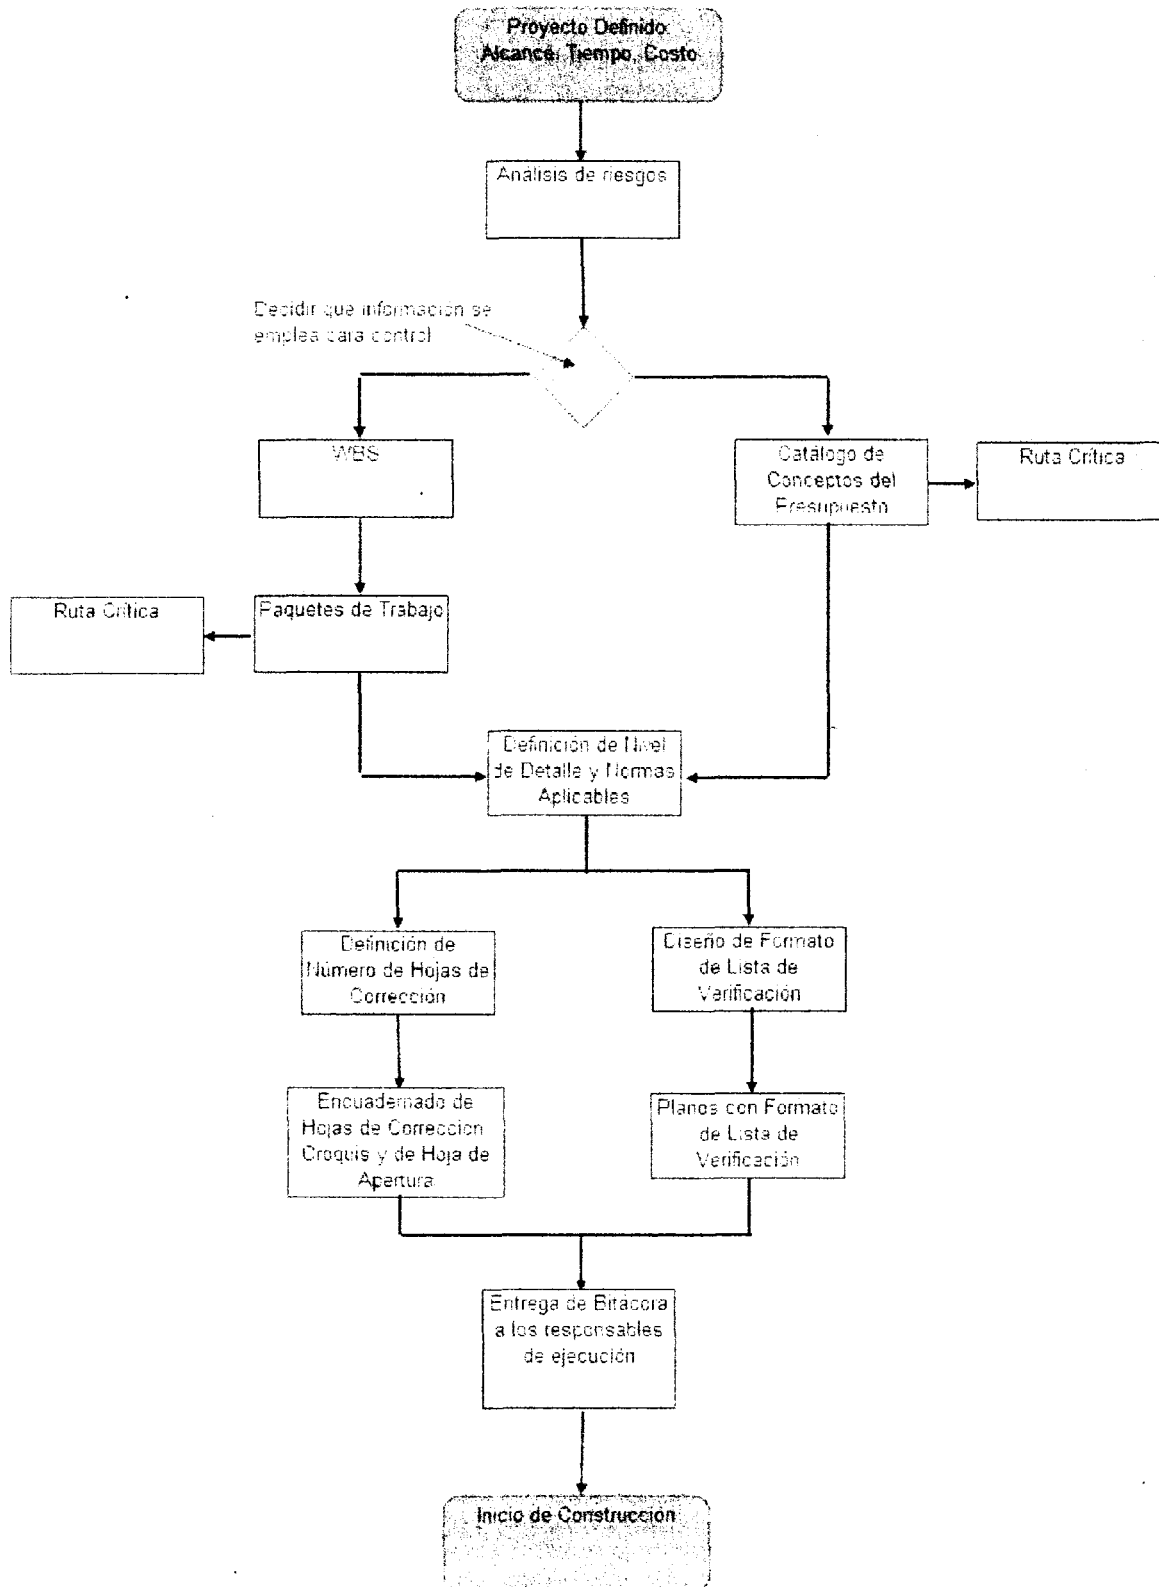 Proyecto Definido:
Alcance, Tiempo, Costo
Análisis de riesgos
Decidir que información se
emplea para control
WBS
Catálogo de
Conceptos del
Presupuesto
Ruta Crítica
Ruta Crítica
Paquetes de Trabajo
Definición de Nivel
de Detalle y Normas
Aplicables
Definición de
Número de Hojas de
Corrección
Diseño de Formato
de Lista de
Verificación
Encuadernado de
Hojas de Corrección
Croquis y de Hoja de
Apertura
Planos con Formato
de Lista de
Verificación
Entrega de Bitácora
a los responsables
de ejecución
Inicio de Construcción